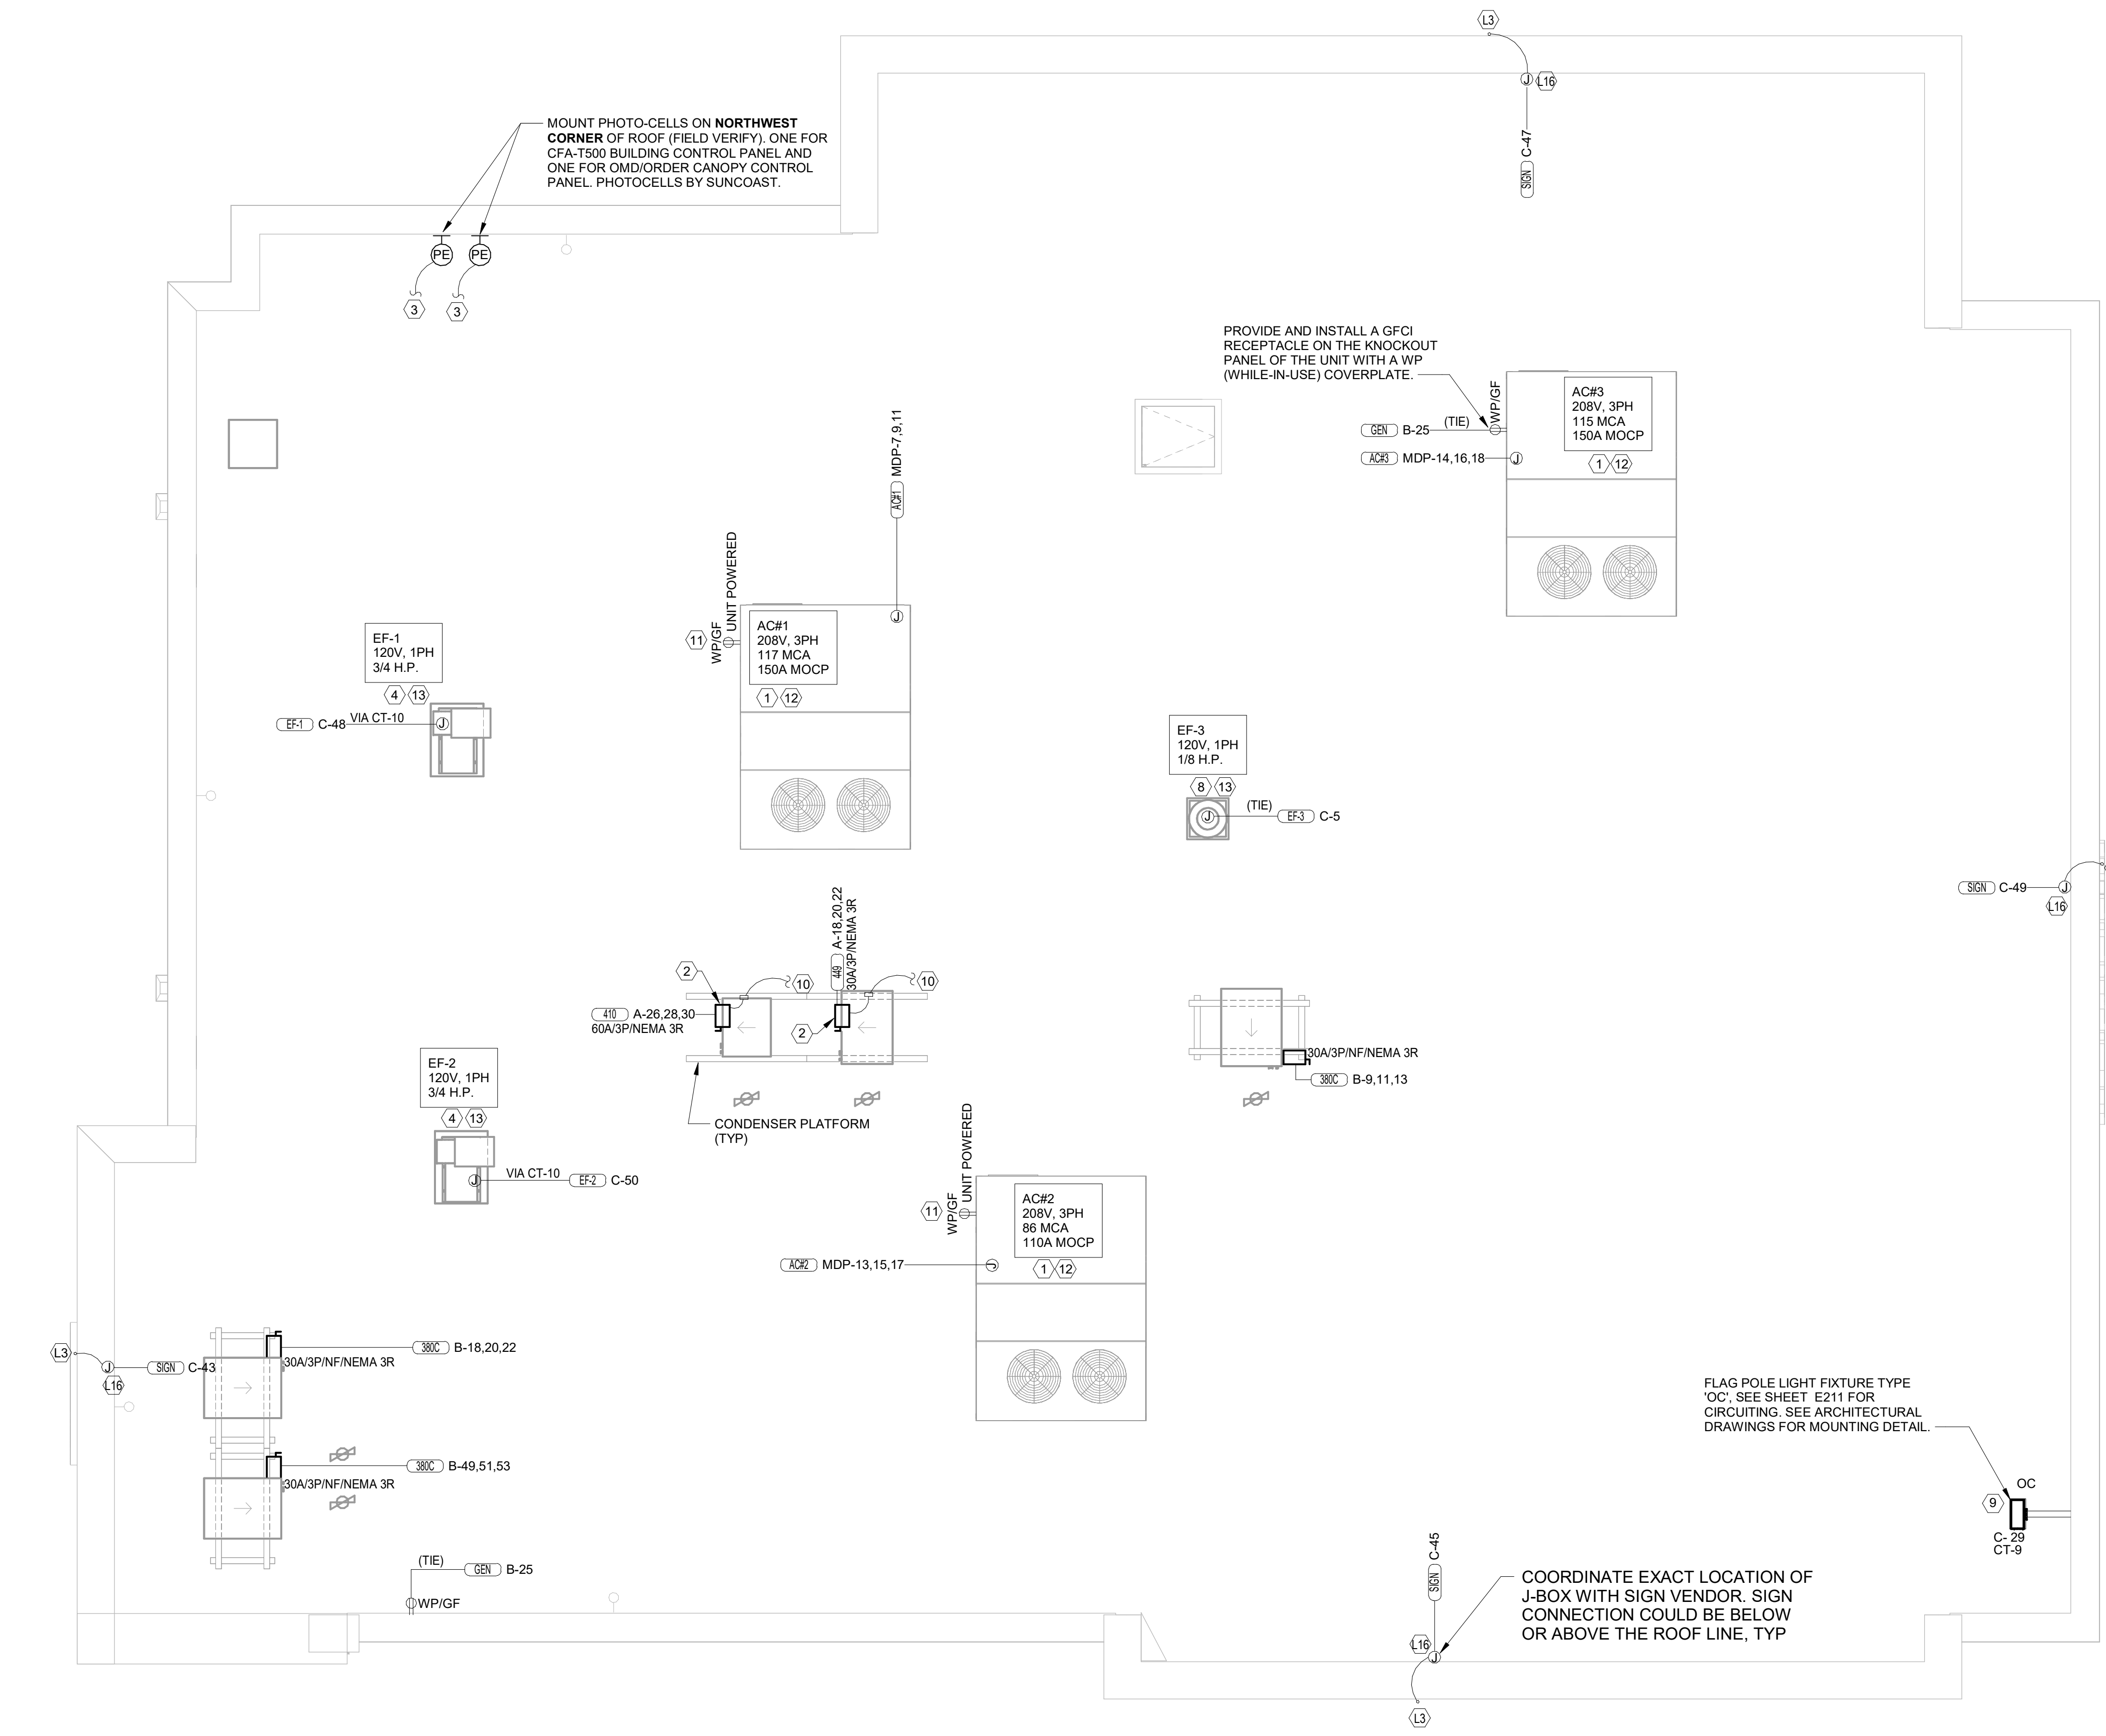 L3
J L16
SIGN C-47
MOUNT PHOTO-CELLS ON NORTHWEST
CORNER OF ROOF (FIELD VERIFY). ONE FOR
CFA-T500 BUILDING CONTROL PANEL AND
ONE FOR OMD/ORDER CANOPY CONTROL
PANEL. PHOTOCELLS BY SUNCOAST.
PE PE
3 3
PROVIDE AND INSTALL A GFCI
RECEPTACLE ON THE KNOCKOUT
PANEL OF THE UNIT WITH A WP
(WHILE-IN-USE) COVERPLATE.
WP/GF
GEN B-25 (TIE)
AC#3 MDP-14,16,18 J
AC#3
208V, 3PH
115 MCA
150A MOCP
1 12
AC#1 MDP-7,9,11
J
UNIT POWERED
WP/GF
11
AC#1
208V, 3PH
117 MCA
150A MOCP
1 12
EF-1
120V, 1PH
3/4 H.P.
4 13
EF-1 C-48 VIA CT-10 J
EF-3
120V, 1PH
1/8 H.P.
8 13
J (TIE) EF-3 C-5
SIGN C-49 J
L16
449 A-18,20,22
30A/3P/NEMA 3R
2 10 10
410 A-26,28,30
60A/3P/NEMA 3R
2
30A/3P/NF/NEMA 3R
380C B-9,11,13
CONDENSER PLATFORM
(TYP)
EF-2
120V, 1PH
3/4 H.P.
4 13
J VIA CT-10 EF-2 C-50
UNIT POWERED
WP/GF
11
AC#2
208V, 3PH
86 MCA
110A MOCP
1 12
AC#2 MDP-13,15,17 J
L3
J SIGN C-43
L16
380C B-18,20,22
30A/3P/NF/NEMA 3R
380C B-49,51,53
30A/3P/NF/NEMA 3R
(TIE) GEN B-25
WP/GF
FLAG POLE LIGHT FIXTURE TYPE
'OC', SEE SHEET E211 FOR
CIRCUITING. SEE ARCHITECTURAL
DRAWINGS FOR MOUNTING DETAIL.
OC
9
C- 29
CT-9
SIGN C-45
COORDINATE EXACT LOCATION OF
J-BOX WITH SIGN VENDOR. SIGN
CONNECTION COULD BE BELOW
OR ABOVE THE ROOF LINE, TYP
L16 J
L3